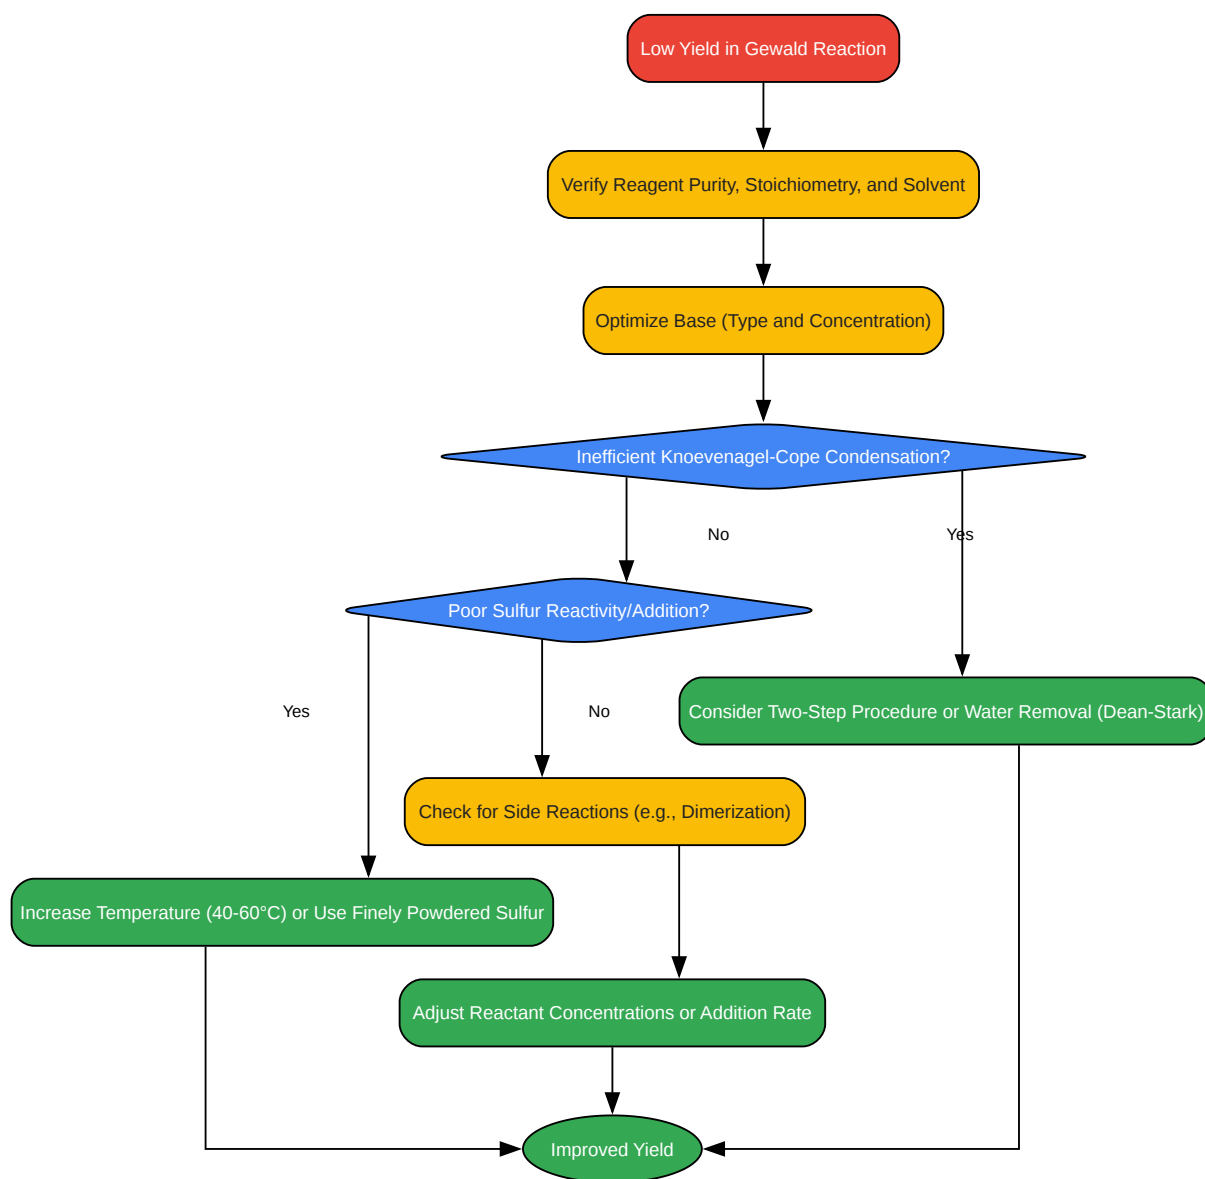 Low Yield in Gewald Reaction
Verify Reagent Purity, Stoichiometry, and Solvent
Optimize Base (Type and Concentration)
Inefficient Knoevenagel-Cope Condensation?
No
Yes
Poor Sulfur Reactivity/Addition?
Yes
No
Consider Two-Step Procedure or Water Removal (Dean-Stark)
Check for Side Reactions (e.g., Dimerization)
Increase Temperature (40-60°C) or Use Finely Powdered Sulfur
Adjust Reactant Concentrations or Addition Rate
Improved Yield